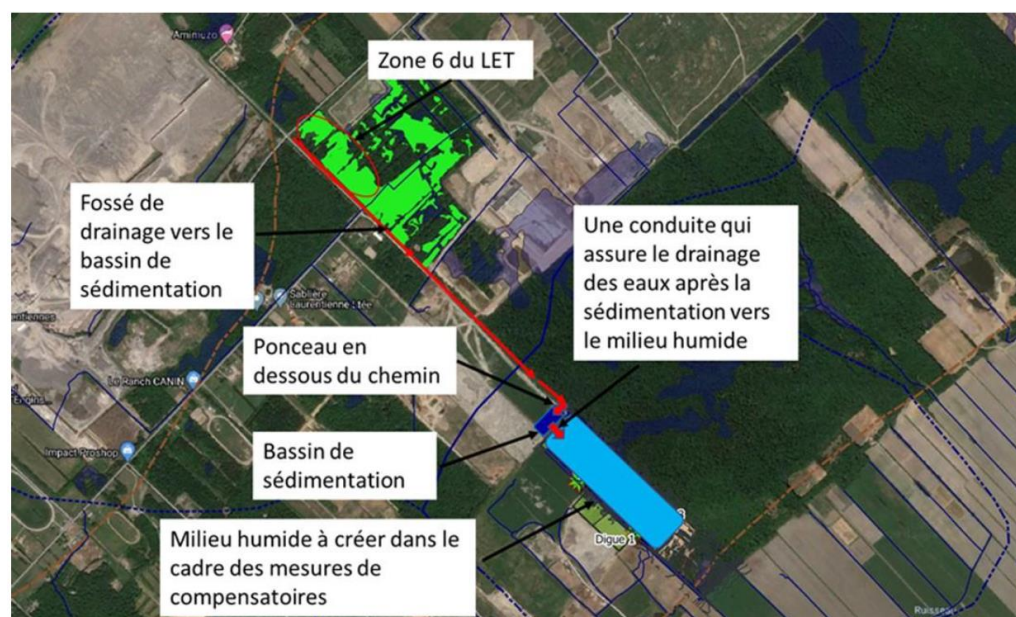 Aminuzo
Zone 6 du LET
Fossé de
drainage vers le
bassin de
sédimentation
Une conduite qui
assure le drainage
des eaux après la
sédimentation vers
le milieu humide
Sablière
Ponceau en
dessous du chemin
Le Ranch CANIN
Impact Proshop
Bassin de
sédimentation
Milieu humide à créer dans le
cadre des mesures de
compensatoires
Digue 1
Ruisseau